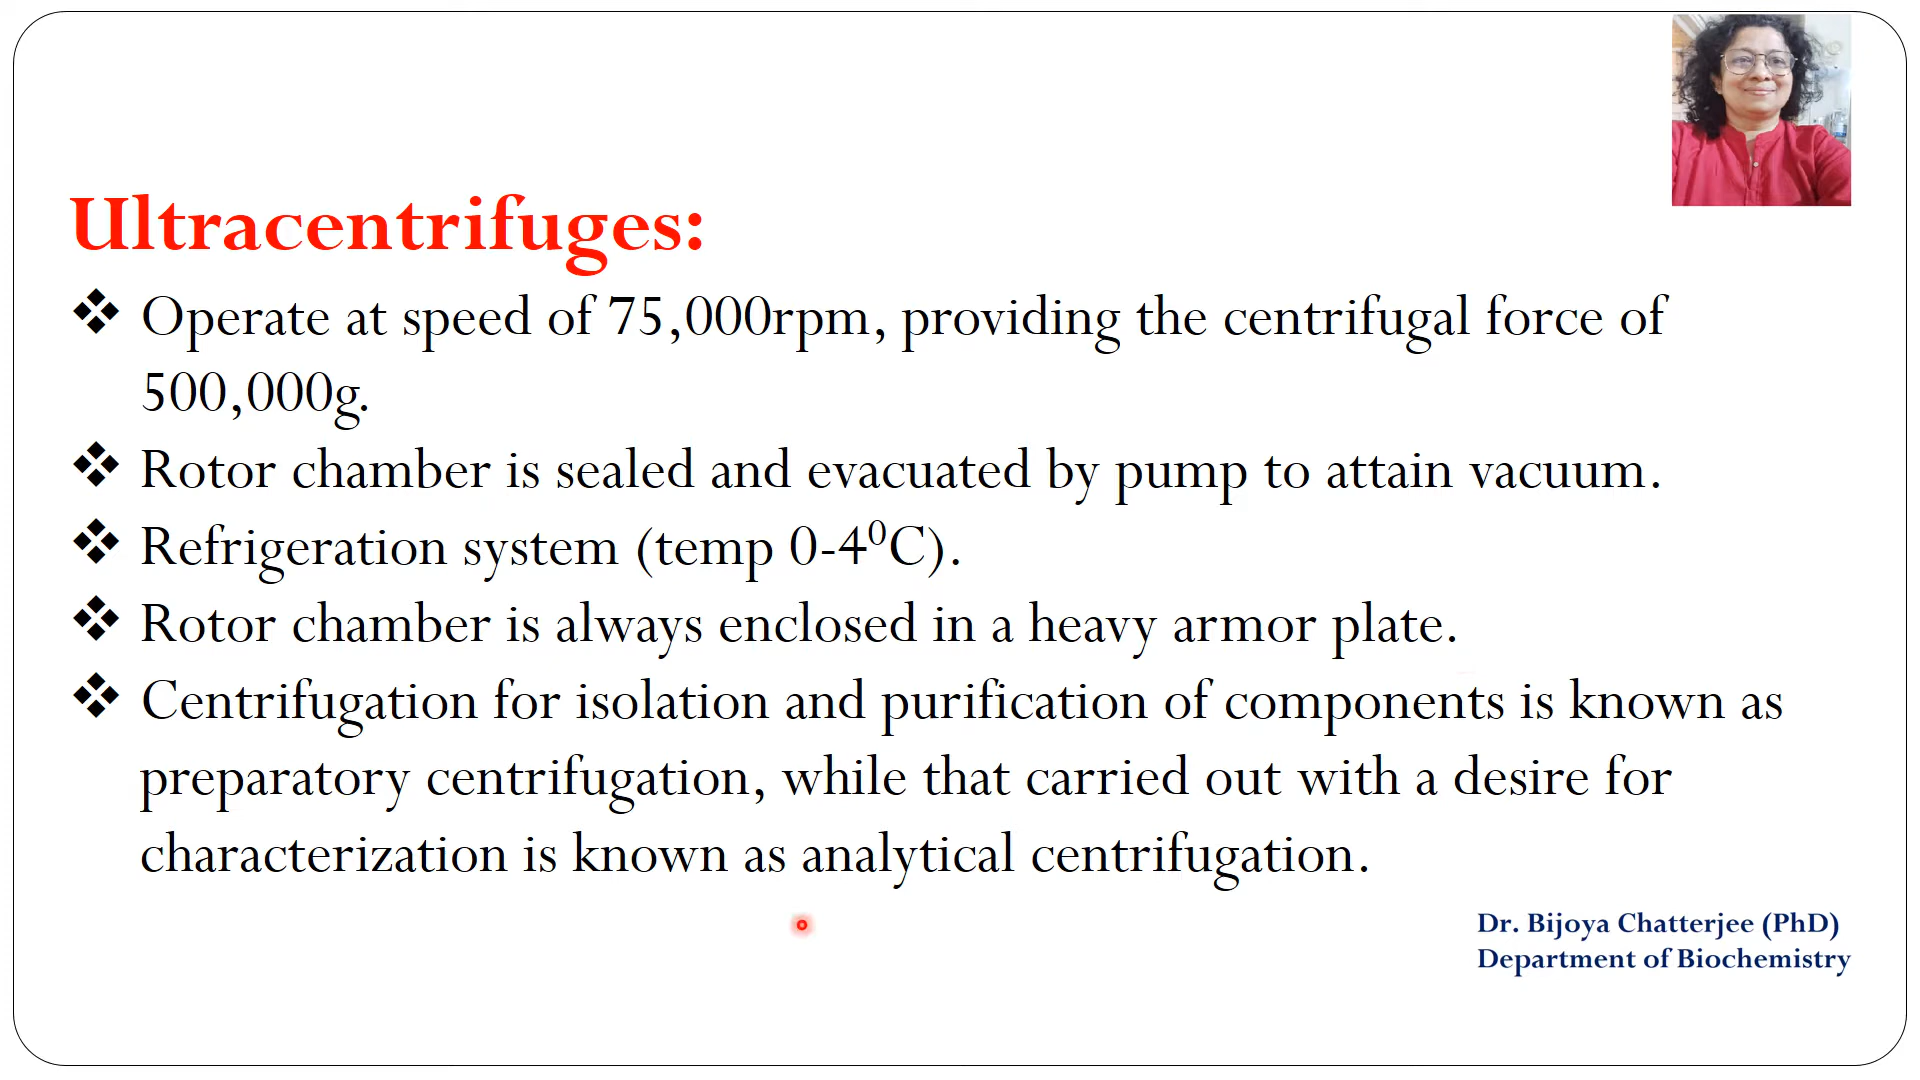 Ultracentrifuges:
❖ Operate at speed of 75,000rpm, providing the centrifugal force of
500,000g.
❖ Rotor chamber is sealed and evacuated by pump to attain vacuum.
❖ Refrigeration system (temp 0-4⁰C).
❖ Rotor chamber is always enclosed in a heavy armor plate.
❖ Centrifugation for isolation and purification of components is known as
preparatory centrifugation, while that carried out with a desire for
characterization is known as analytical centrifugation.
Dr. Bijoya Chatterjee (PhD)
Department of Biochemistry